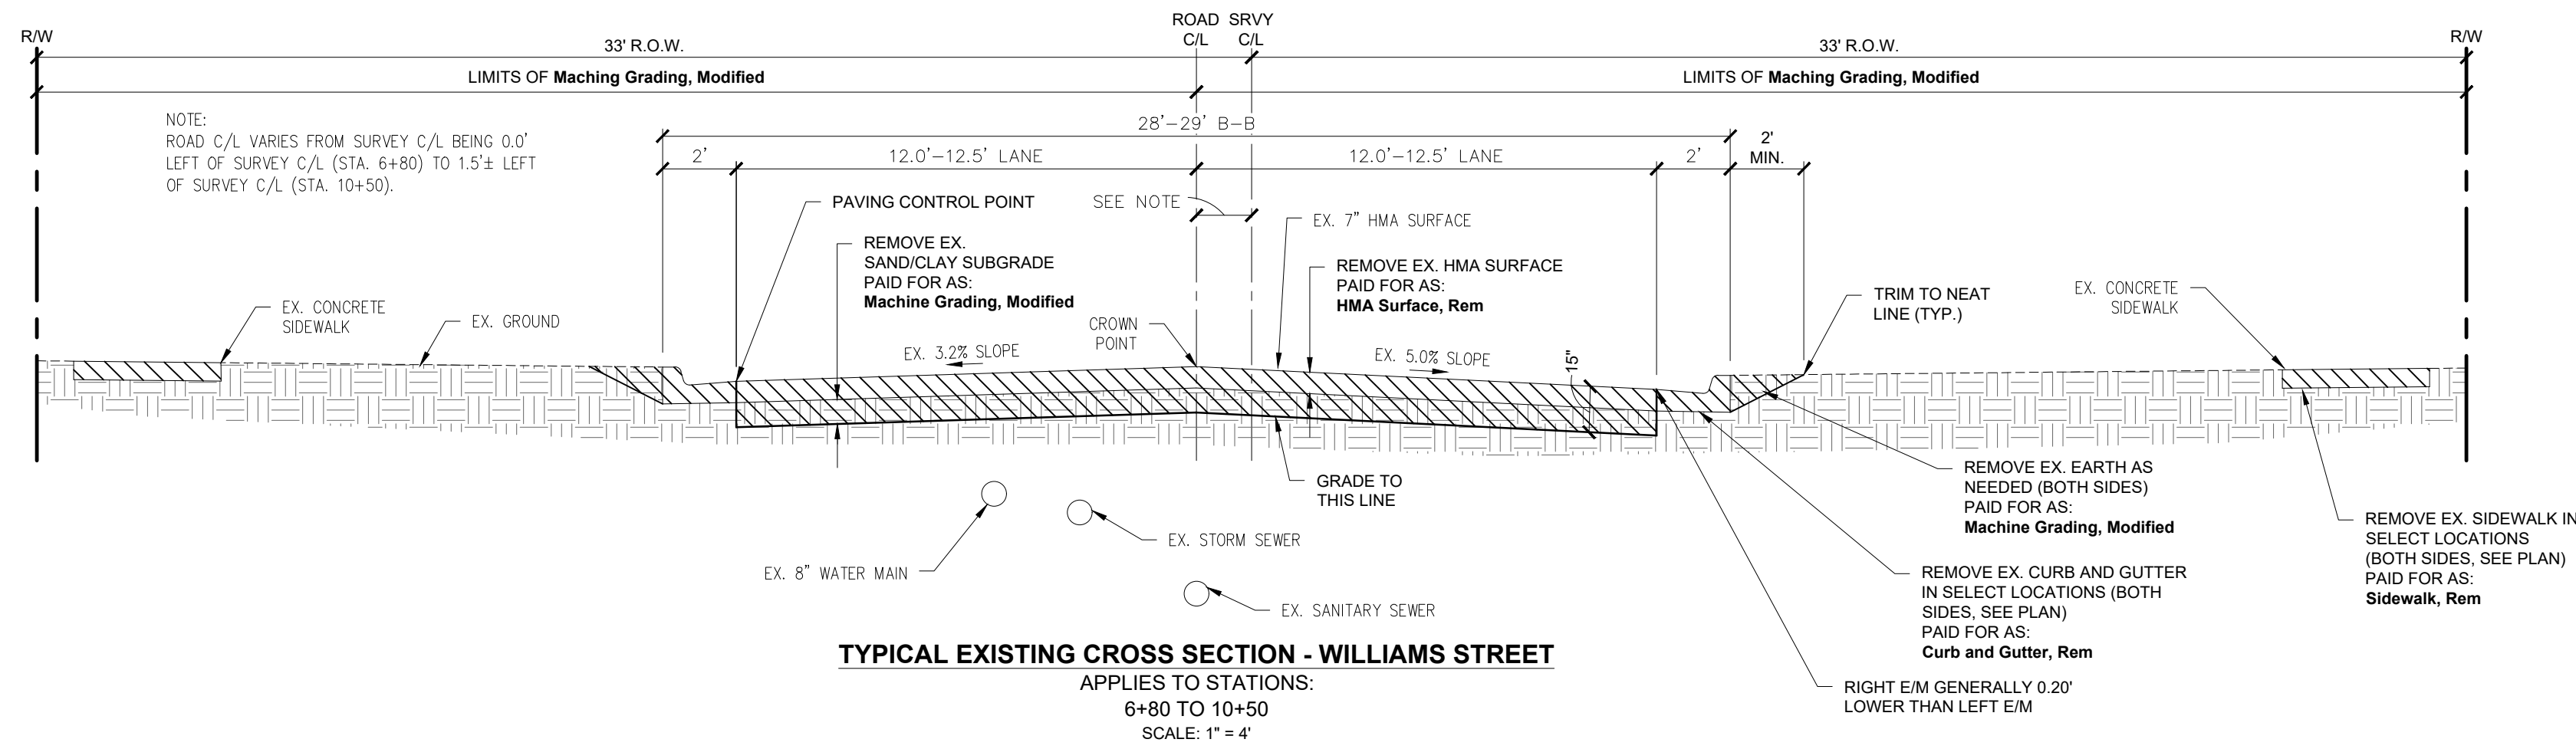 ROAD SRVY
C/L C/L
R/W
R/W
33' R.O.W.
33' R.O.W.
LIMITS OF Maching Grading, Modified
LIMITS OF Maching Grading, Modified
NOTE:
ROAD C/L VARIES FROM SURVEY C/L BEING 0.0'
LEFT OF SURVEY C/L (STA. 6+80) TO 1.5'± LEFT
OF SURVEY C/L (STA. 10+50).
28'-29' B-B
2'
12.0'-12.5' LANE
12.0'-12.5' LANE
2'
2'
MIN.
PAVING CONTROL POINT
SEE NOTE
EX. 7" HMA SURFACE
REMOVE EX.
SAND/CLAY SUBGRADE
PAID FOR AS:
Machine Grading, Modified
REMOVE EX. HMA SURFACE
PAID FOR AS:
HMA Surface, Rem
TRIM TO NEAT
LINE (TYP.)
EX. CONCRETE
SIDEWALK
EX. CONCRETE
SIDEWALK
EX. GROUND
CROWN
POINT
EX. 3.2% SLOPE
EX. 5.0% SLOPE
15"
GRADE TO
THIS LINE
REMOVE EX. EARTH AS
NEEDED (BOTH SIDES)
PAID FOR AS:
Machine Grading, Modified
REMOVE EX. SIDEWALK IN
SELECT LOCATIONS
(BOTH SIDES, SEE PLAN)
PAID FOR AS:
Sidewalk, Rem
EX. STORM SEWER
EX. 8" WATER MAIN
EX. SANITARY SEWER
REMOVE EX. CURB AND GUTTER
IN SELECT LOCATIONS (BOTH
SIDES, SEE PLAN)
PAID FOR AS:
Curb and Gutter, Rem
RIGHT E/M GENERALLY 0.20'
LOWER THAN LEFT E/M
TYPICAL EXISTING CROSS SECTION - WILLIAMS STREET
APPLIES TO STATIONS:
6+80 TO 10+50
SCALE: 1" = 4'